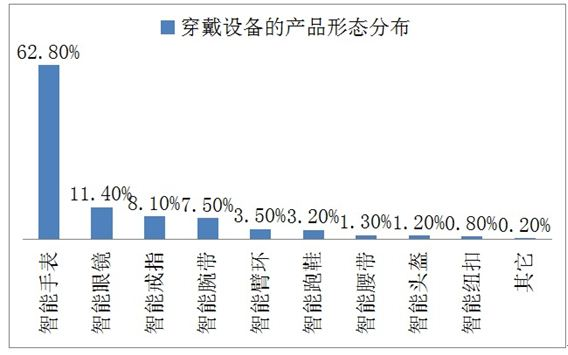 穿戴设备的产品形态分布
62.80%
11.40%
8.10%
7.50%
3.50%
3.20%
1.30%
1.20%
0.80%
0.20%
智能手表
智能眼镜
智能戒指
智能腕带
智能臂环
智能跑鞋
智能腰带
智能头盔
智能纽扣
其它